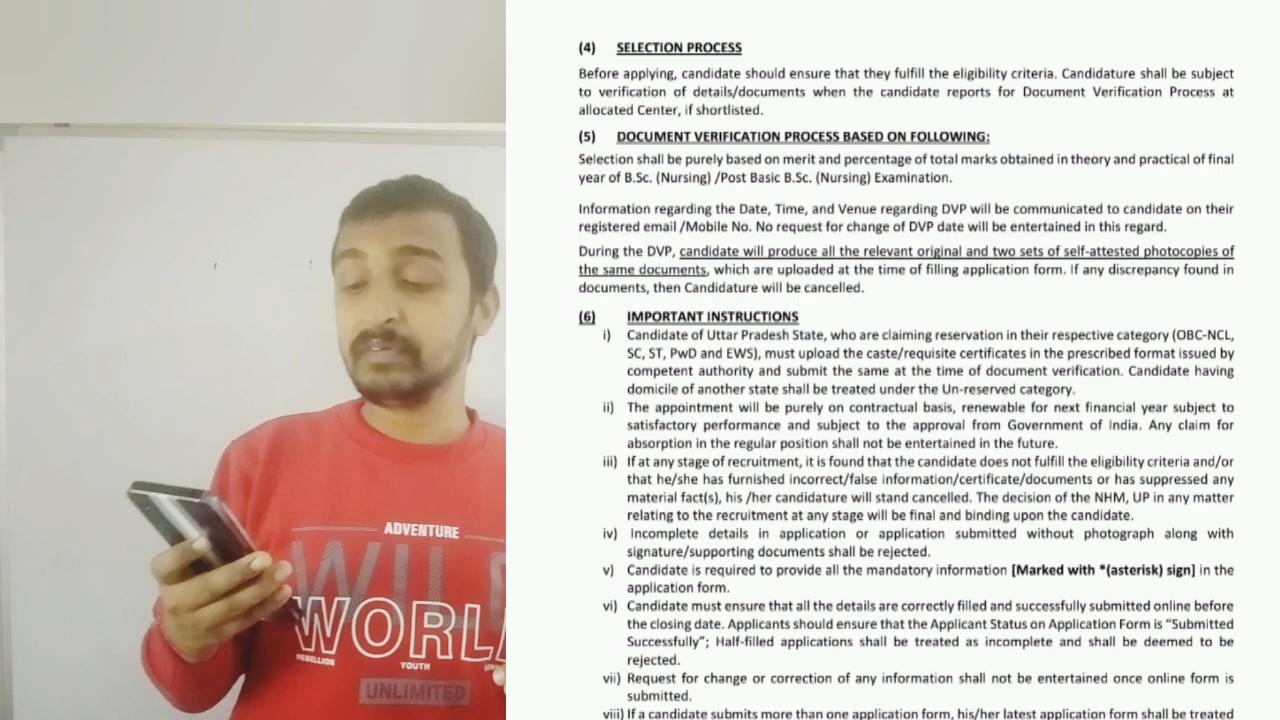 (4) SELECTION PROCESS
Before applying, candidate should ensure that they fulfill the eligibility criteria. Candidature shall be subject
to verification of details/documents when the candidate reports for Document Verification Process at
allocated Center, if shortlisted.
(5) DOCUMENT VERIFICATION PROCESS BASED ON FOLLOWING:
Selection shall be purely based on merit and percentage of total marks obtained in theory and practical of final
year of B.Sc. (Nursing) /Post Basic B.Sc. (Nursing) Examination.
Information regarding the Date, Time, and Venue regarding DVP will be communicated to candidate on their
registered email /Mobile No. No request for change of DVP date will be entertained in this regard.
During the DVP, candidate will produce all the relevant original and two sets of self-attested photocopies of
the same documents, which are uploaded at the time of filling application form. If any discrepancy found in
documents, then Candidature will be cancelled.
(6) IMPORTANT INSTRUCTIONS
i) Candidate of Uttar Pradesh State, who are claiming reservation in their respective category (OBC-NCL,
SC, ST, PwD and EWS), must upload the caste/requisite certificates in the prescribed format issued by
competent authority and submit the same at the time of document verification. Candidate having
domicile of another state shall be treated under the Un-reserved category.
ii) The appointment will be purely on contractual basis, renewable for next financial year subject to
satisfactory performance and subject to the approval from Government of India. Any claim for
absorption in the regular position shall not be entertained in the future.
iii) If at any stage of recruitment, it is found that the candidate does not fulfill the eligibility criteria and/or
that he/she has furnished incorrect/false information/certificate/documents or has suppressed any
material fact(s), his /her candidature will stand cancelled. The decision of the NHM, UP in any matter
relating to the recruitment at any stage will be final and binding upon the candidate.
iv) Incomplete details in application or application submitted without photograph along with
signature/supporting documents shall be rejected.
v) Candidate is required to provide all the mandatory information [Marked with *(asterisk) sign] in the
application form.
vi) Candidate must ensure that all the details are correctly filled and successfully submitted online before
the closing date. Applicants should ensure that the Applicant Status on Application Form is “Submitted
Successfully”; Half-filled applications shall be treated as incomplete and shall be deemed to be
rejected.
vii) Request for change or correction of any information shall not be entertained once online form is
submitted.
viii) If a candidate submits more than one application form, his/her latest application form shall be treated
ADVENTURE
WILD
WORL
REBELLION YOUTH
UNLIMITED